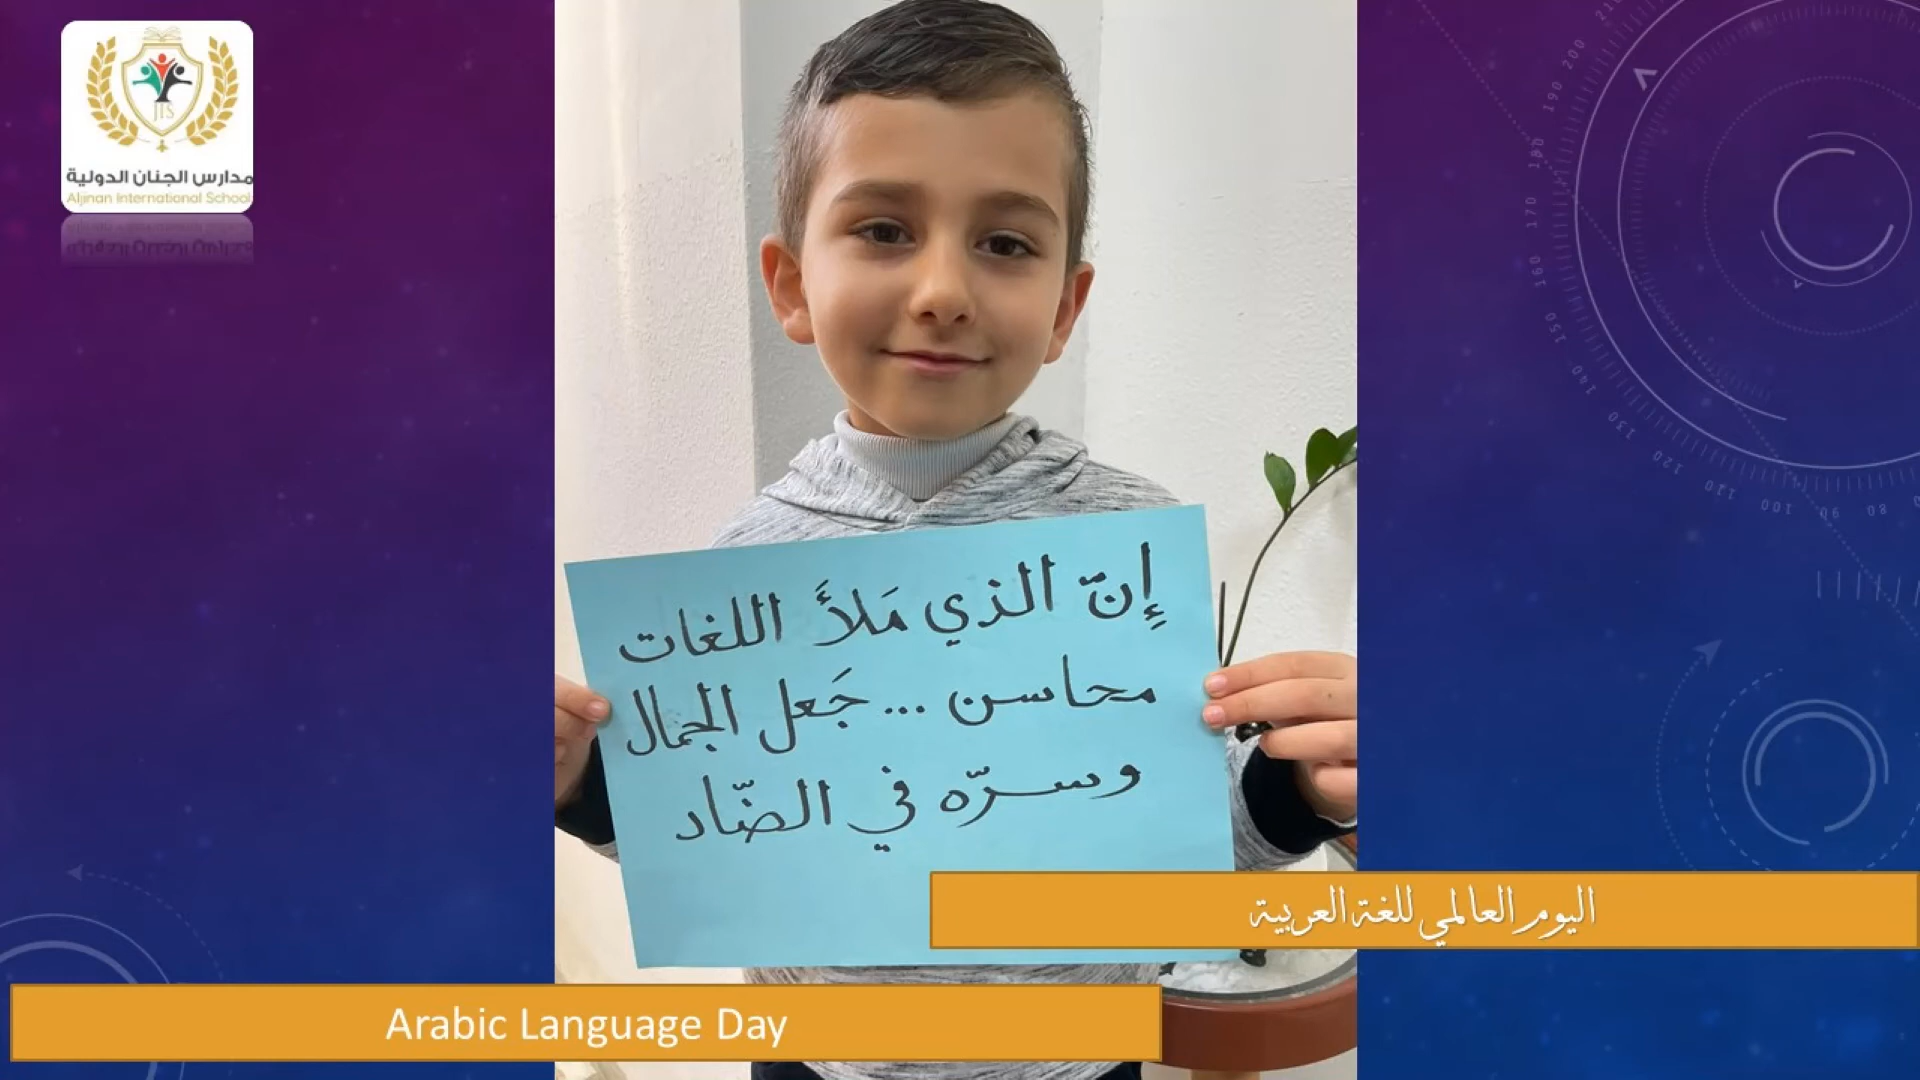 JIS
مدارس الجنان الدولية
Aljinan International School
إِنّ الذي مَلأَ اللغات
محاسن ... جَعل الجمال
وسرّه في الضّاد
اليوم العالمي للغة العربية
Arabic Language Day